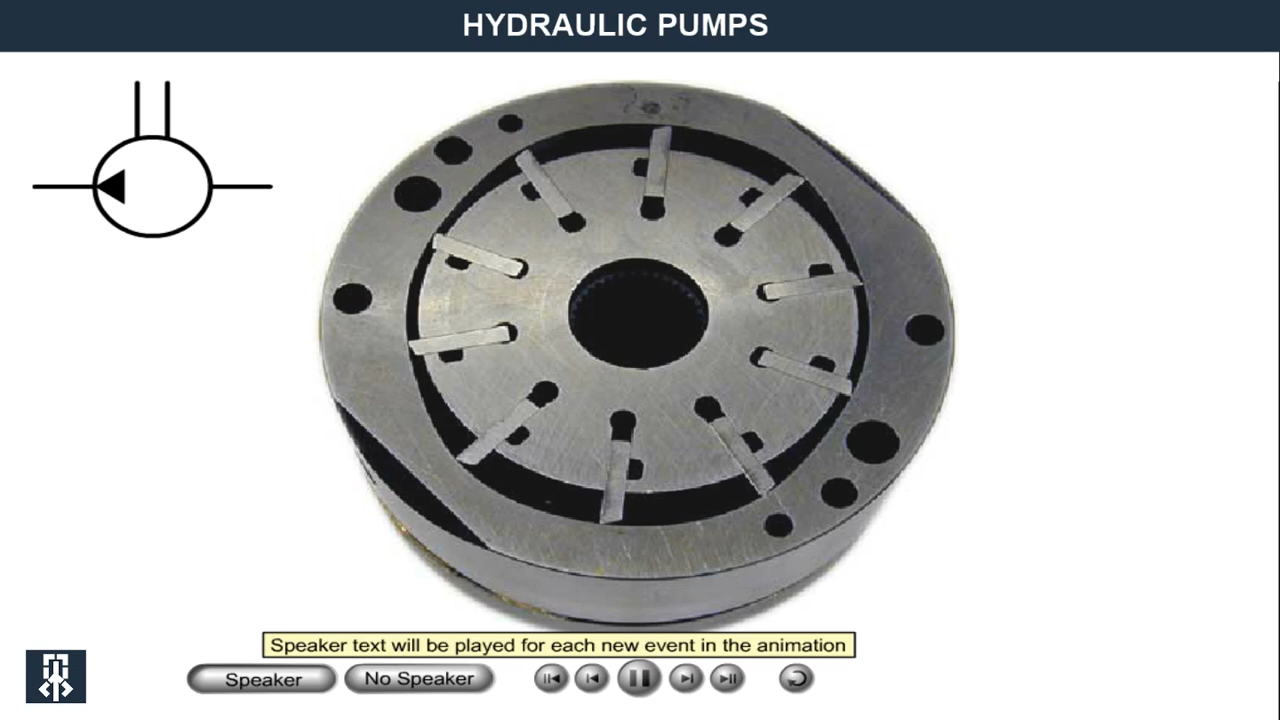 HYDRAULIC PUMPS
Speaker text will be played for each new event in the animation
Speaker
No Speaker